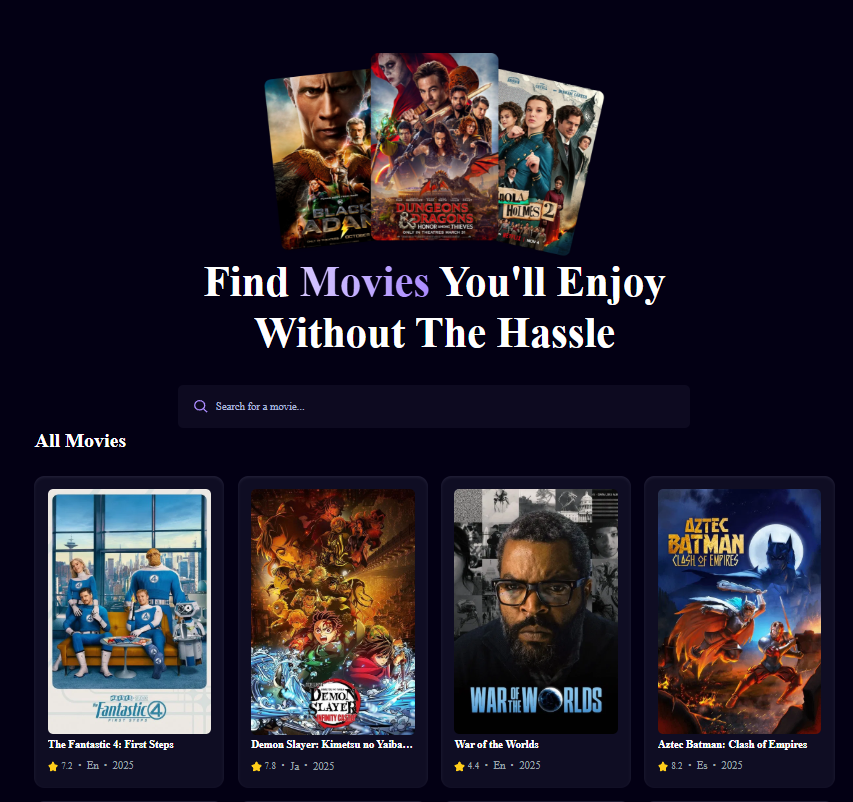 BLACK
ADAM
DUNGEONS
& DRAGONS
HONOR AMONG THIEVES
ONLY IN THEATRES MARCH 31
HOLMES 2
Find Movies You'll Enjoy
Without The Hassle
Search for a movie...
All Movies
Fantastic 4
FIRST STEPS
DEMON
SLAYER
INFINITY CASTLE
WAR OF THE WORLDS
AZTEC
BATMAN
CLASH OF EMPIRES
The Fantastic 4: First Steps
Demon Slayer: Kimetsu no Yaiba...
War of the Worlds
Aztec Batman: Clash of Empires
7.2 • En • 2025
7.8 • Ja • 2025
4.4 • En • 2025
8.2 • Es • 2025